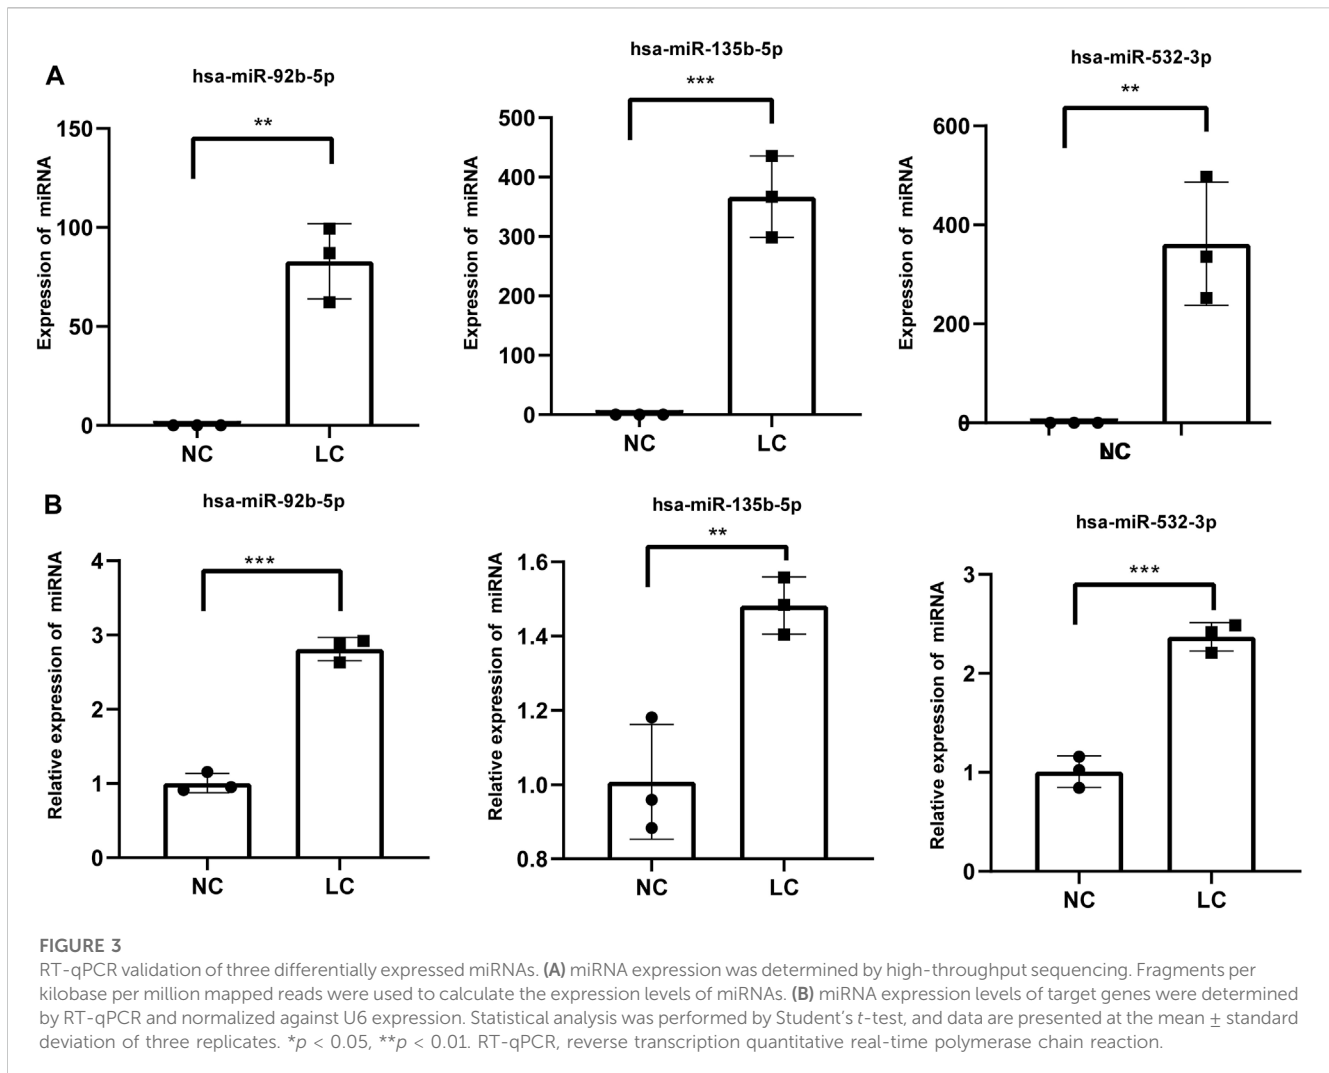 A
hsa-miR-92b-5p
**
Expression of miRNA
150
100
50
0
NC
LC
hsa-miR-135b-5p
***
Expression of miRNA
500
400
300
200
100
0
NC
LC
hsa-miR-532-3p
**
Expression of miRNA
600
400
200
0
NC
LC
B
hsa-miR-92b-5p
***
Relative expression of miRNA
4
3
2
1
0
NC
LC
hsa-miR-135b-5p
**
Relative expression of miRNA
1.6
1.4
1.2
1.0
0.8
NC
LC
hsa-miR-532-3p
***
Relative expression of miRNA
3
2
1
0
NC
LC
FIGURE 3
RT-qPCR validation of three differentially expressed miRNAs. (A) miRNA expression was determined by high-throughput sequencing. Fragments per
kilobase per million mapped reads were used to calculate the expression levels of miRNAs. (B) miRNA expression levels of target genes were determined
by RT-qPCR and normalized against U6 expression. Statistical analysis was performed by Student's t-test, and data are presented at the mean ± standard
deviation of three replicates. *p < 0.05, **p < 0.01. RT-qPCR, reverse transcription quantitative real-time polymerase chain reaction.